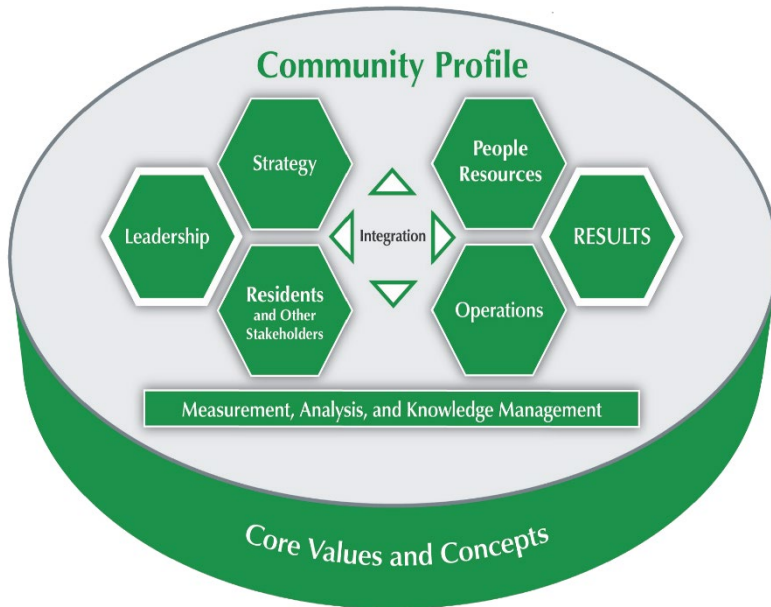 Community Profile
Strategy
People
Resources
Leadership
Integration
RESULTS
Residents
and Other
Stakeholders
Operations
Measurement, Analysis, and Knowledge Management
Core Values and Concepts